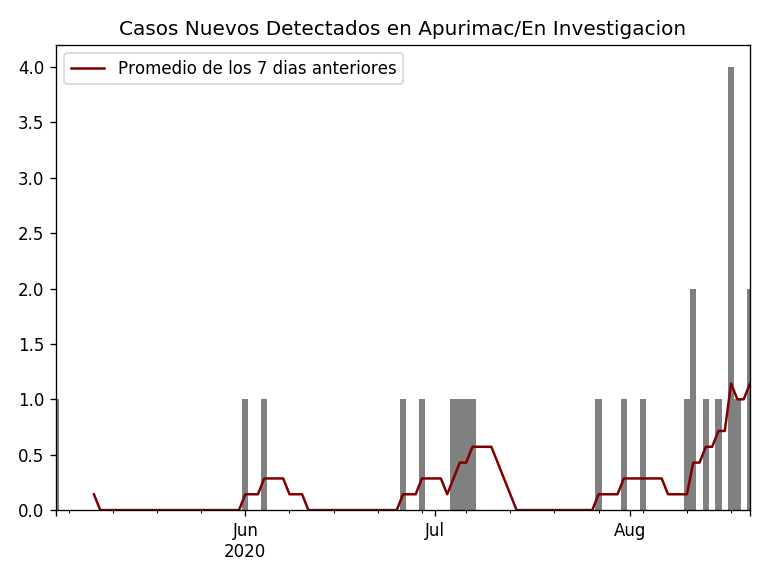 Casos Nuevos Detectados en Apurimac/En Investigacion
Promedio de los 7 dias anteriores
4.0
3.5
3.0
2.5
2.0
1.5
1.0
0.5
0.0
Jun
2020
Jul
Aug